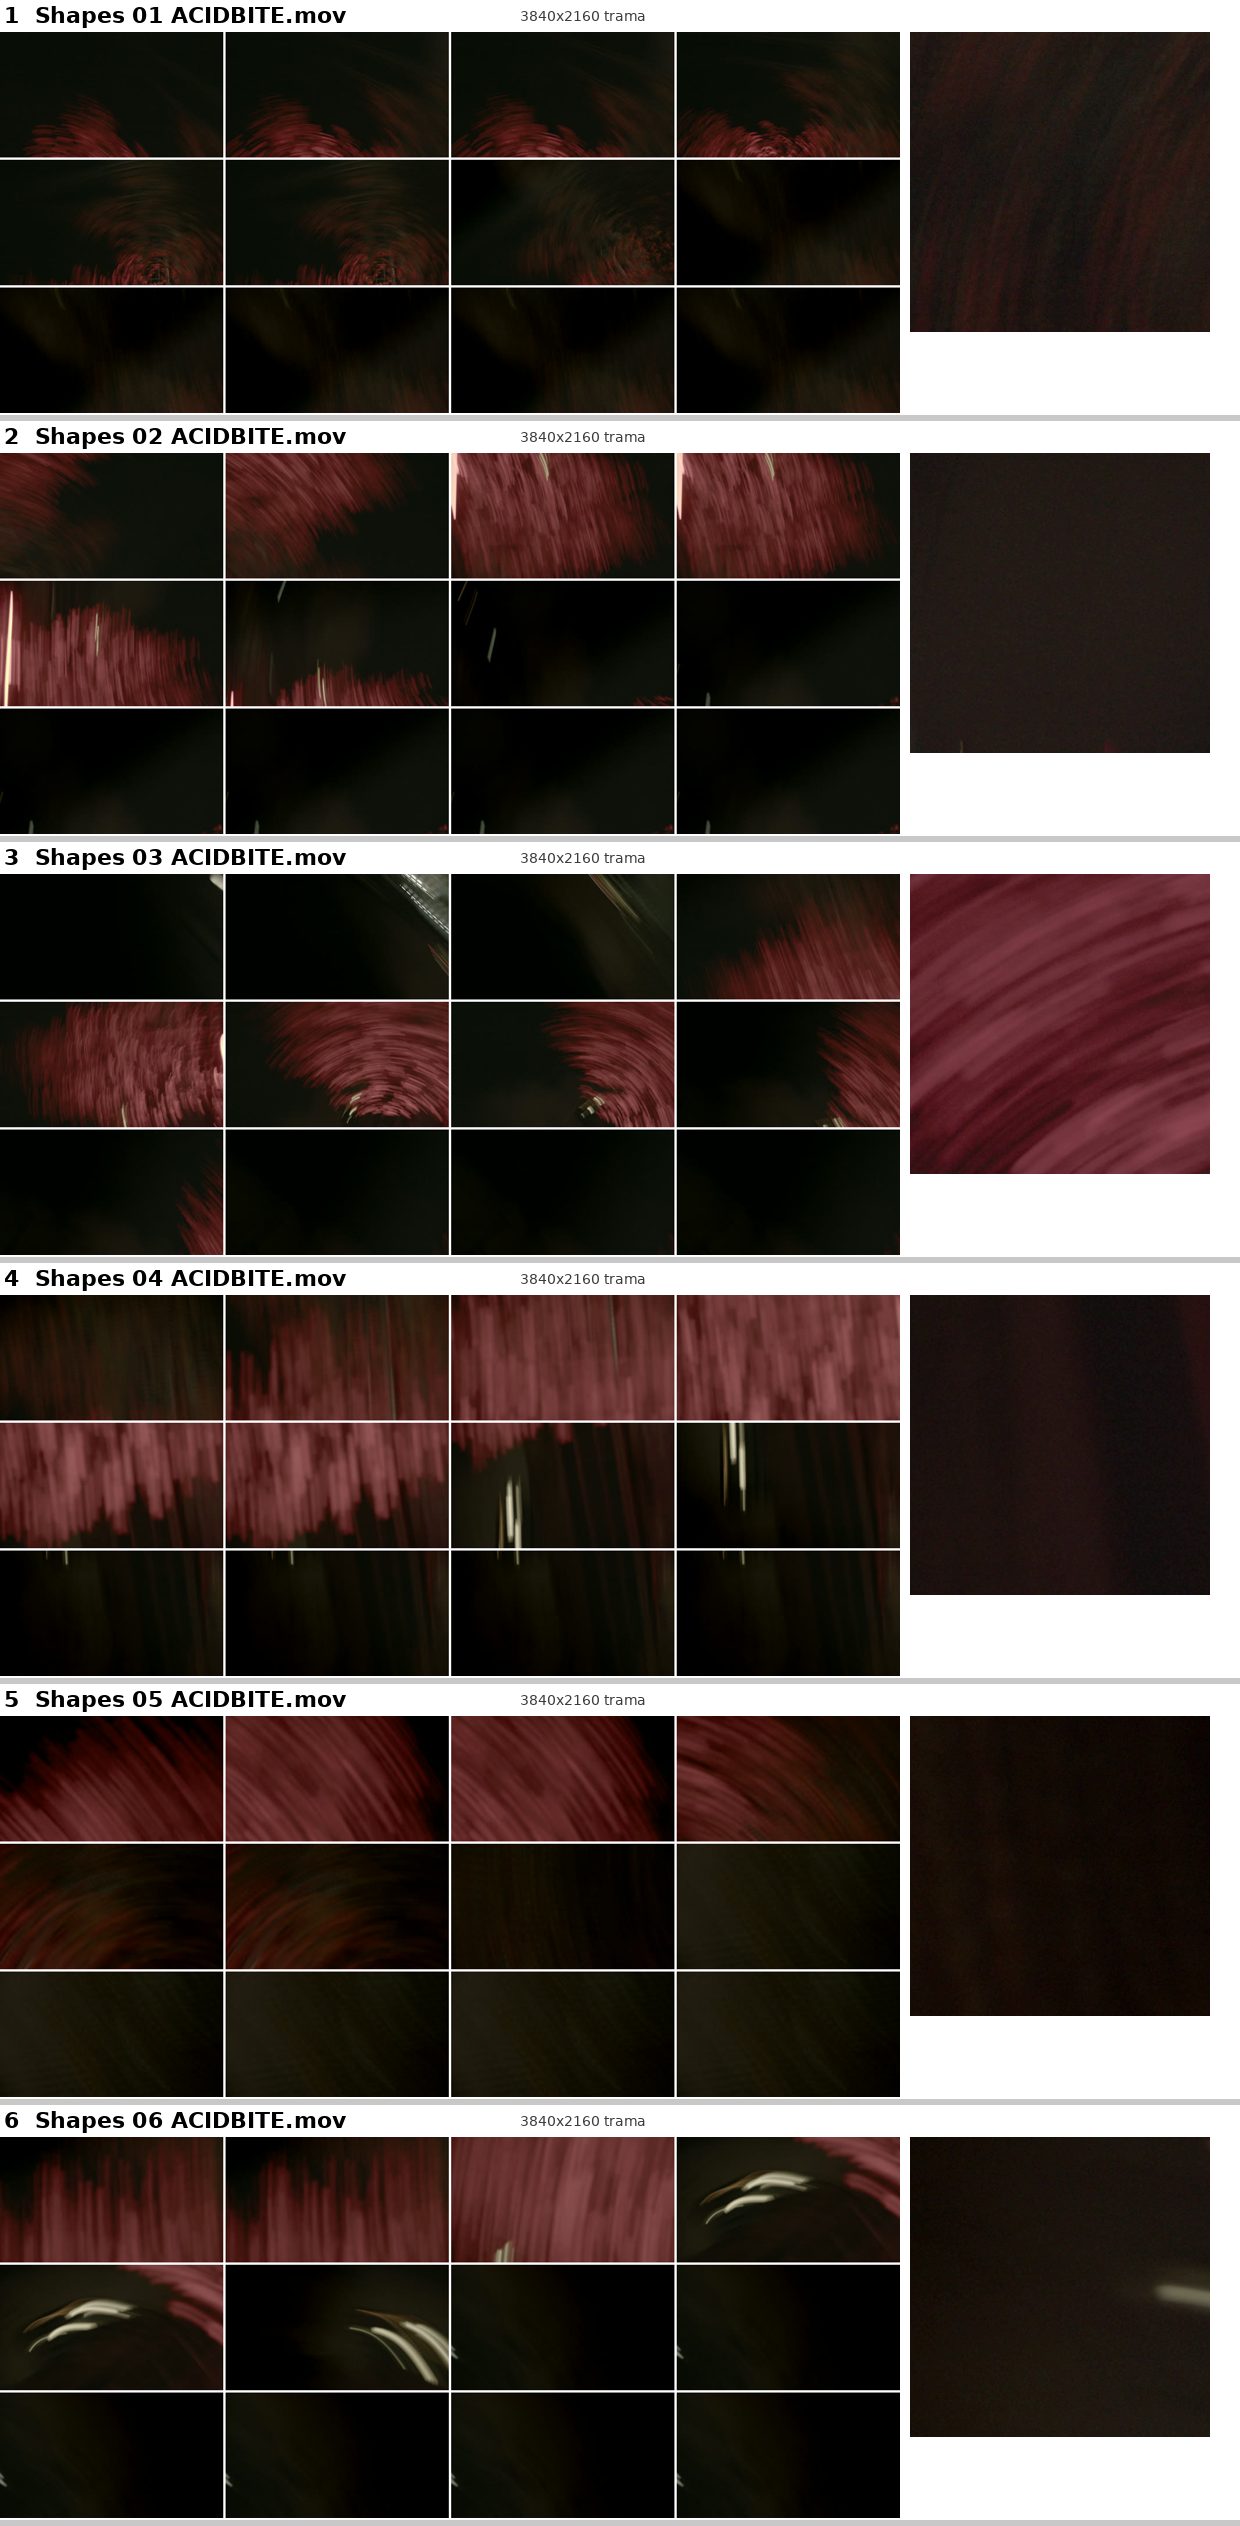 1 Shapes 01 ACIDBITE.mov 3840x2160 trama
2 Shapes 02 ACIDBITE.mov 3840x2160 trama
3 Shapes 03 ACIDBITE.mov 3840x2160 trama
4 Shapes 04 ACIDBITE.mov 3840x2160 trama
5 Shapes 05 ACIDBITE.mov 3840x2160 trama
6 Shapes 06 ACIDBITE.mov 3840x2160 trama